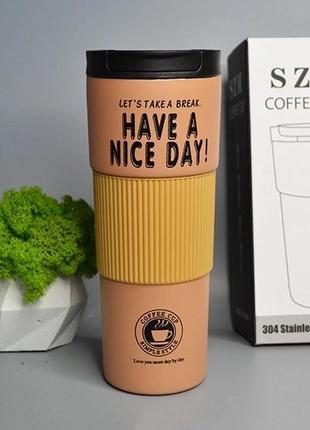 LET'S TAKE A BREAK.
HAVE A
NICE DAY!
COFFEE CUP
SIMPLE STYLE
Love you more day by day
S Z
COFFEE
304 Stainle